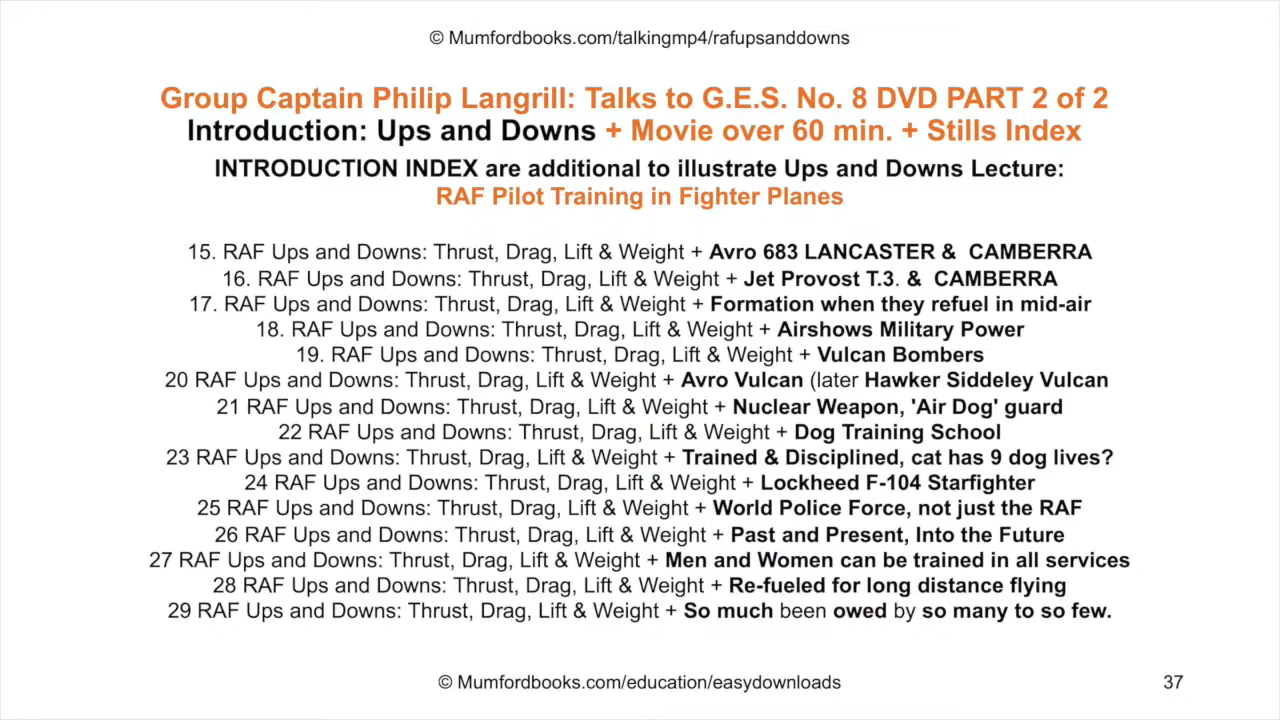 © Mumfordbooks.com/talkingmp4/rafupsanddowns
Group Captain Philip Langrill: Talks to G.E.S. No. 8 DVD PART 2 of 2
Introduction: Ups and Downs + Movie over 60 min. + Stills Index
INTRODUCTION INDEX are additional to illustrate Ups and Downs Lecture:
RAF Pilot Training in Fighter Planes
15. RAF Ups and Downs: Thrust, Drag, Lift & Weight + Avro 683 LANCASTER & CAMBERRA
16. RAF Ups and Downs: Thrust, Drag, Lift & Weight + Jet Provost T.3. & CAMBERRA
17. RAF Ups and Downs: Thrust, Drag, Lift & Weight + Formation when they refuel in mid-air
18. RAF Ups and Downs: Thrust, Drag, Lift & Weight + Airshows Military Power
19. RAF Ups and Downs: Thrust, Drag, Lift & Weight + Vulcan Bombers
20 RAF Ups and Downs: Thrust, Drag, Lift & Weight + Avro Vulcan (later Hawker Siddeley Vulcan
21 RAF Ups and Downs: Thrust, Drag, Lift & Weight + Nuclear Weapon, 'Air Dog' guard
22 RAF Ups and Downs: Thrust, Drag, Lift & Weight + Dog Training School
23 RAF Ups and Downs: Thrust, Drag, Lift & Weight + Trained & Disciplined, cat has 9 dog lives?
24 RAF Ups and Downs: Thrust, Drag, Lift & Weight + Lockheed F-104 Starfighter
25 RAF Ups and Downs: Thrust, Drag, Lift & Weight + World Police Force, not just the RAF
26 RAF Ups and Downs: Thrust, Drag, Lift & Weight + Past and Present, Into the Future
27 RAF Ups and Downs: Thrust, Drag, Lift & Weight + Men and Women can be trained in all services
28 RAF Ups and Downs: Thrust, Drag, Lift & Weight + Re-fueled for long distance flying
29 RAF Ups and Downs: Thrust, Drag, Lift & Weight + So much been owed by so many to so few.
© Mumfordbooks.com/education/easydownloads
37